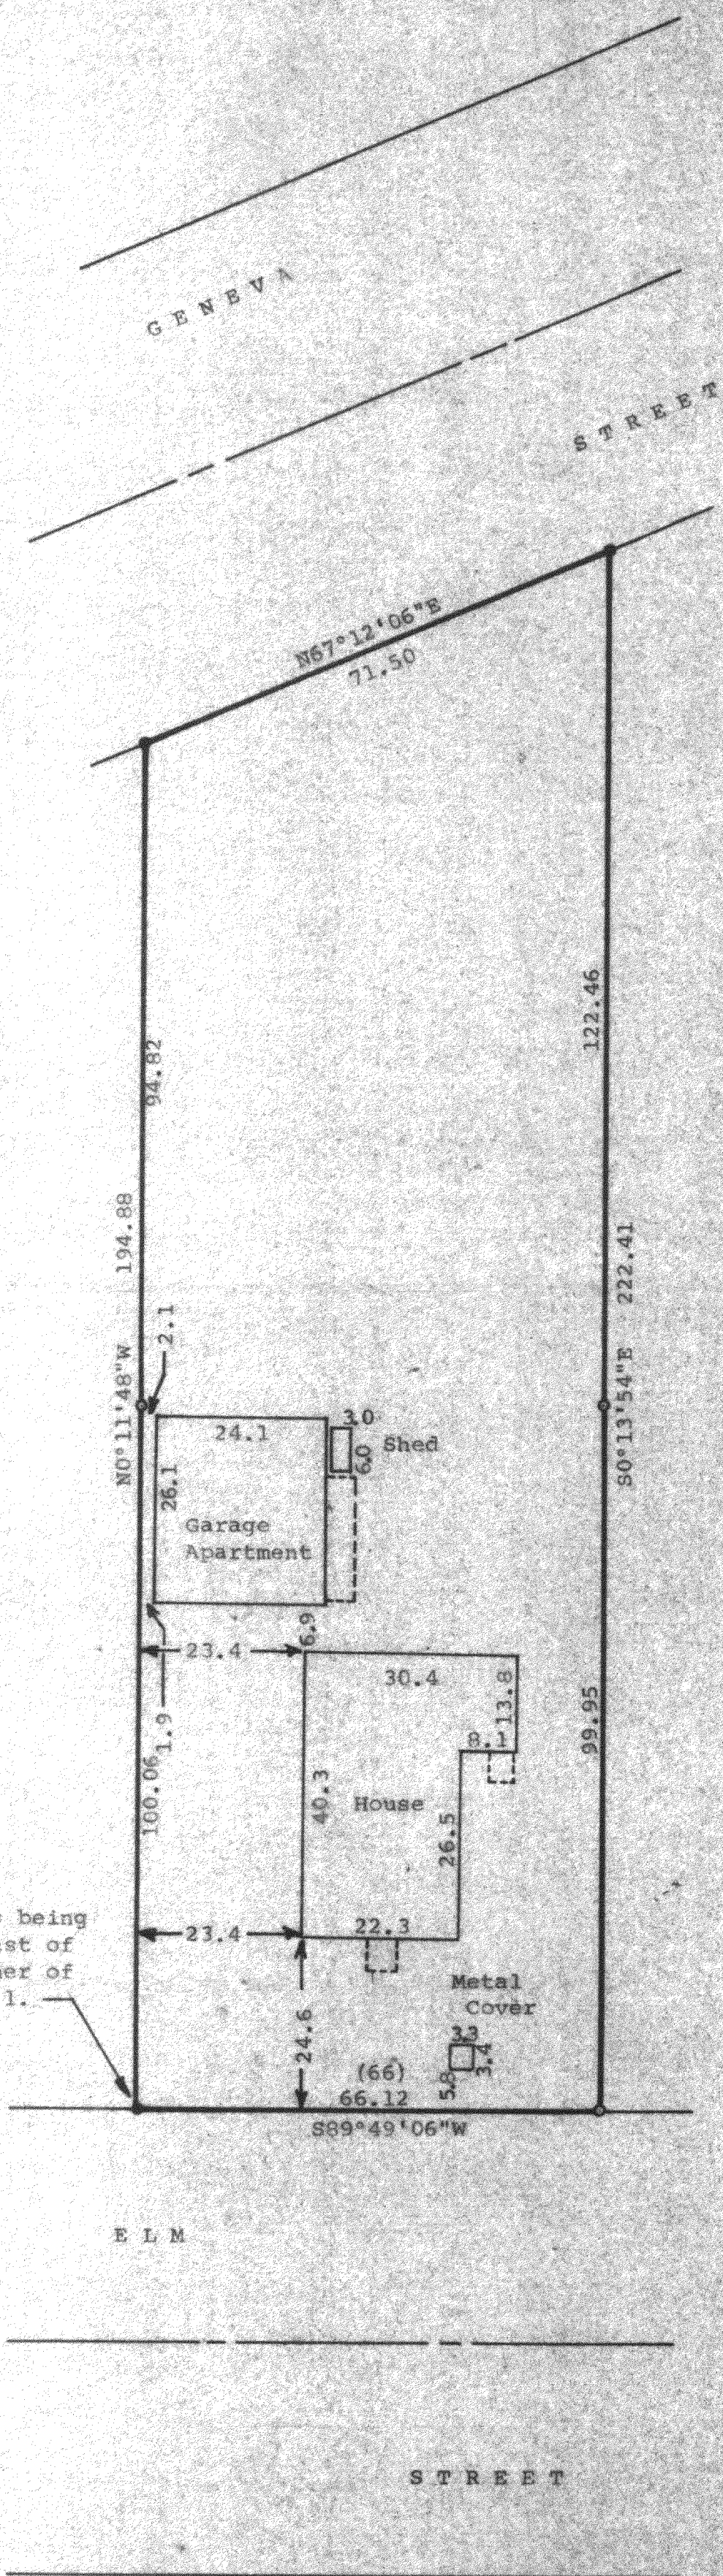 GENEVA
STREET
N67°12'06"E
71.50
122.46
94.82
N0°11'48"W 194.88
S0°13'54"E 222.41
2.1
24.1
3.0
6.0
Shed
26.1
Garage
Apartment
6.9
23.4
30.4
13.8
1.9
8.1
99.95
100.06
40.3
House
26.5
being
st of
er of
1.
23.4
22.3
Metal
Cover
24.6
3.3
3.4
5.8
(66)
66.12
S89°49'06"W
ELM
STREET